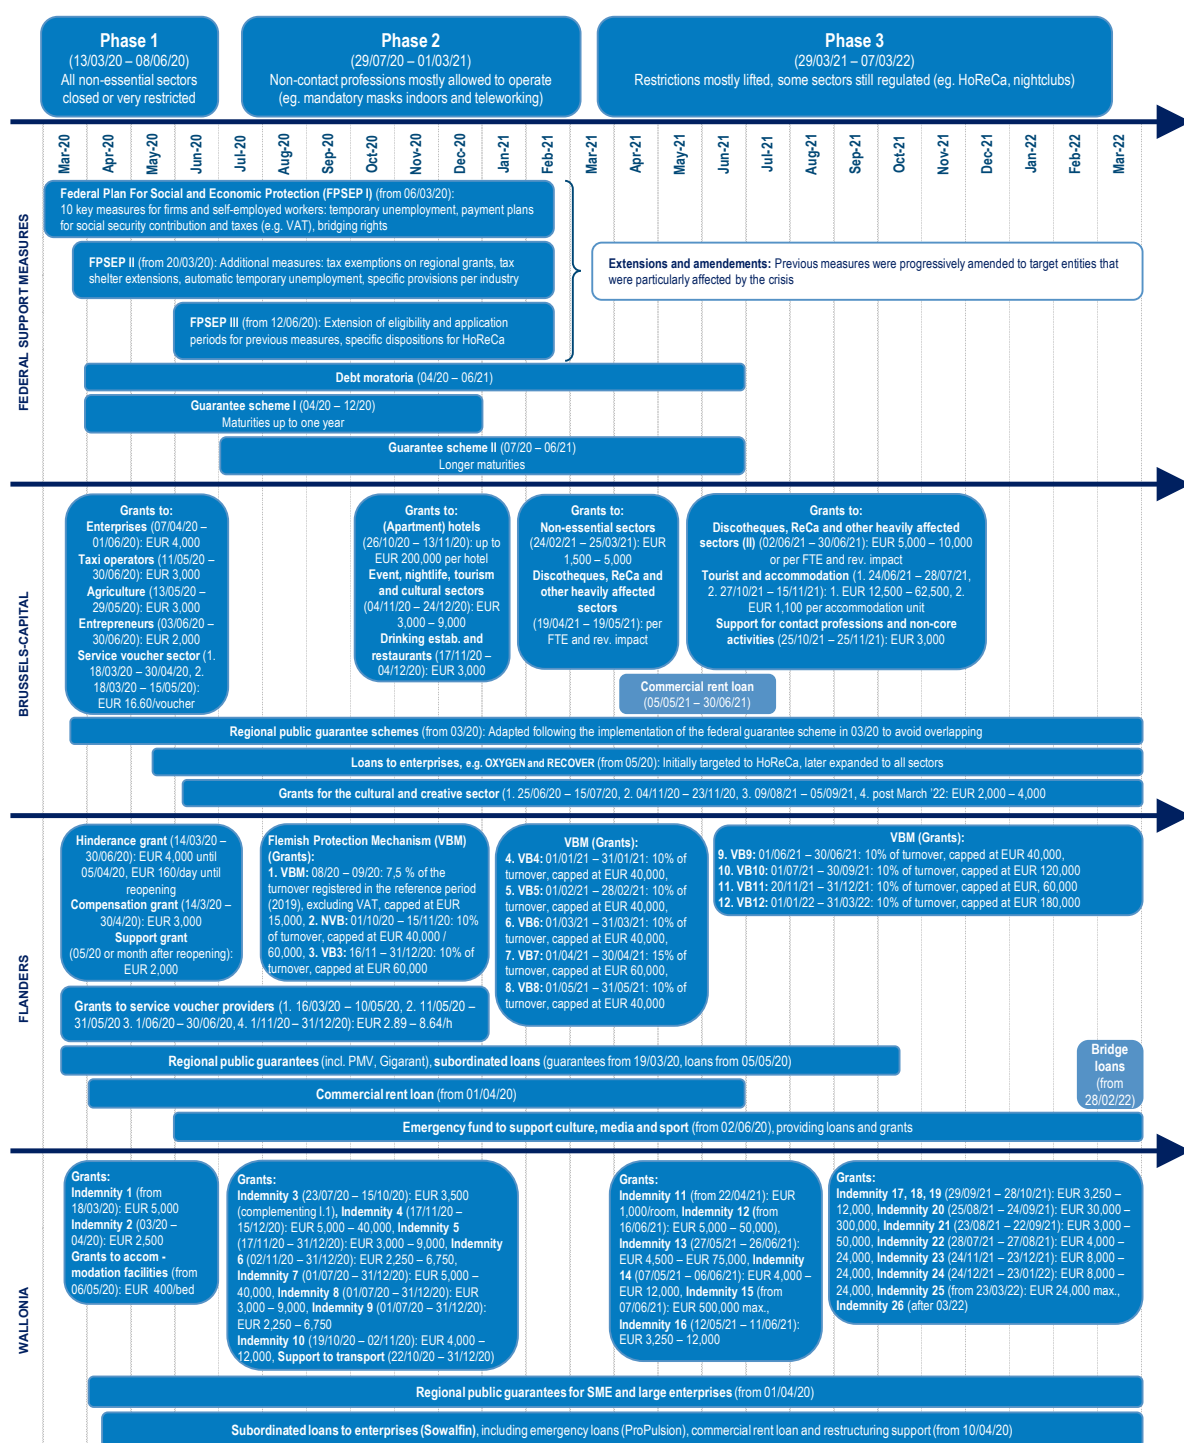 Phase 1
(13/03/20 – 08/06/20)
All non-essential sectors
closed or very restricted
Phase 2
(29/07/20 – 01/03/21)
Non-contact professions mostly allowed to operate
(eg. mandatory masks indoors and teleworking)
Phase 3
(29/03/21 – 07/03/22)
Restrictions mostly lifted, some sectors still regulated (eg. HoReCa, nightclubs)
Mar-20
Apr-20
May-20
Jun-20
Jul-20
Aug-20
Sep-20
Oct-20
Nov-20
Dec-20
Jan-21
Feb-21
Mar-21
Apr-21
May-21
Jun-21
Jul-21
Aug-21
Sep-21
Oct-21
Nov-21
Dec-21
Jan-22
Feb-22
Mar-22
FEDERAL SUPPORT MEASURES
Federal Plan For Social and Economic Protection (FPSEP I) (from 06/03/20):
10 key measures for firms and self-employed workers: temporary unemployment, payment plans
for social security contribution and taxes (e.g. VAT), bridging rights
FPSEP II (from 20/03/20): Additional measures: tax exemptions on regional grants, tax
shelter extensions, automatic temporary unemployment, specific provisions per industry
FPSEP III (from 12/06/20): Extension of eligibility and application
periods for previous measures, specific dispositions for HoReCa
Extensions and amendements: Previous measures were progressively amended to target entities that
were particularly affected by the crisis
Debt moratoria (04/20 – 06/21)
Guarantee scheme I (04/20 – 12/20)
Maturities up to one year
Guarantee scheme II (07/20 – 06/21)
Longer maturities
BRUSSELS-CAPITAL
Grants to:
Enterprises (07/04/20 –
01/06/20): EUR 4,000
Taxi operators (11/05/20 –
30/06/20): EUR 3,000
Agriculture (13/05/20 –
29/05/20): EUR 3,000
Entrepreneurs (03/06/20 –
30/06/20): EUR 2,000
Service voucher sector (1.
18/03/20 – 30/04/20, 2.
18/03/20 – 15/05/20):
EUR 16.60/voucher
Grants to:
(Apartment) hotels
(26/10/20 – 13/11/20): up to
EUR 200,000 per hotel
Event, nightlife, tourism
and cultural sectors
(04/11/20 – 24/12/20): EUR
3,000 – 9,000
Drinking estab. and
restaurants (17/11/20 –
04/12/20): EUR 3,000
Grants to:
Non-essential sectors
(24/02/21 – 25/03/21): EUR
1,500 – 5,000
Discotheques, ReCa and
other heavily affected
sectors
(19/04/21 – 19/05/21): per
FTE and rev. impact
Grants to:
Discotheques, ReCa and other heavily affected
sectors (II) (02/06/21 – 30/06/21): EUR 5,000 – 10,000
or per FTE and rev. impact
Tourist and accommodation (1. 24/06/21 – 28/07/21,
2. 27/10/21 – 15/11/21): 1. EUR 12,500 – 62,500, 2.
EUR 1,100 per accommodation unit
Support for contact professions and non-core
activities (25/10/21 – 25/11/21): EUR 3,000
Commercial rent loan
(05/05/21 – 30/06/21)
Regional public guarantee schemes (from 03/20): Adapted following the implementation of the federal guarantee scheme in 03/20 to avoid overlapping
Loans to enterprises, e.g. OXYGEN and RECOVER (from 05/20): Initially targeted to HoReCa, later expanded to all sectors
Grants for the cultural and creative sector (1. 25/06/20 – 15/07/20, 2. 04/11/20 – 23/11/20, 3. 09/08/21 – 05/09/21, 4. post March '22: EUR 2,000 – 4,000
FLANDERS
Hinderance grant (14/03/20 –
30/06/20): EUR 4,000 until
05/04/20, EUR 160/day until
reopening
Compensation grant (14/3/20 –
30/4/20): EUR 3,000
Support grant
(05/20 or month after reopening):
EUR 2,000
Flemish Protection Mechanism (VBM)
(Grants):
1. VBM: 08/20 – 09/20: 7,5 % of the
turnover registered in the reference period
(2019), excluding VAT, capped at EUR
15,000, 2. NVB: 01/10/20 – 15/11/20: 10%
of turnover, capped at EUR 40,000 /
60,000, 3. VB3: 16/11 – 31/12/20: 10% of
turnover, capped at EUR 60,000
VBM (Grants):
4. VB4: 01/01/21 – 31/01/21: 10% of
turnover, capped at EUR 40,000,
5. VB5: 01/02/21 – 28/02/21: 10% of
turnover, capped at EUR 40,000,
6. VB6: 01/03/21 – 31/03/21: 10% of
turnover, capped at EUR 40,000,
7. VB7: 01/04/21 – 30/04/21: 15% of
turnover, capped at EUR 60,000,
8. VB8: 01/05/21 – 31/05/21: 10% of
turnover, capped at EUR 40,000
VBM (Grants):
9. VB9: 01/06/21 – 30/06/21: 10% of turnover, capped at EUR 40,000,
10. VB10: 01/07/21 – 30/09/21: 10% of turnover, capped at EUR 120,000
11. VB11: 20/11/21 – 31/12/21: 10% of turnover, capped at EUR, 60,000
12. VB12: 01/01/22 – 31/03/22: 10% of turnover, capped at EUR 180,000
Grants to service voucher providers (1. 16/03/20 – 10/05/20, 2. 11/05/20 –
31/05/20 3. 1/06/20 – 30/06/20, 4. 1/11/20 – 31/12/20): EUR 2.89 – 8.64/h
Regional public guarantees (incl. PMV, Gigarant), subordinated loans (guarantees from 19/03/20, loans from 05/05/20)
Bridge
loans
(from
28/02/22)
Commercial rent loan (from 01/04/20)
Emergency fund to support culture, media and sport (from 02/06/20), providing loans and grants
WALLONIA
Grants:
Indemnity 1 (from
18/03/20): EUR 5,000
Indemnity 2 (03/20 –
04/20): EUR 2,500
Grants to accom -
modation facilities (from
06/05/20): EUR 400/bed
Grants:
Indemnity 3 (23/07/20 – 15/10/20): EUR 3,500
(complementing I.1), Indemnity 4 (17/11/20 –
15/12/20): EUR 5,000 – 40,000, Indemnity 5
(17/11/20 – 31/12/20): EUR 3,000 – 9,000, Indemnity
6 (02/11/20 – 31/12/20): EUR 2,250 – 6,750,
Indemnity 7 (01/07/20 – 31/12/20): EUR 5,000 –
40,000, Indemnity 8 (01/07/20 – 31/12/20): EUR
3,000 – 9,000, Indemnity 9 (01/07/20 – 31/12/20):
EUR 2,250 – 6,750
Indemnity 10 (19/10/20 – 02/11/20): EUR 4,000 –
12,000, Support to transport (22/10/20 – 31/12/20)
Grants:
Indemnity 11 (from 22/04/21): EUR
1,000/room, Indemnity 12 (from
16/06/21): EUR 5,000 – 50,000),
Indemnity 13 (27/05/21 – 26/06/21):
EUR 4,500 – EUR 75,000, Indemnity
14 (07/05/21 – 06/06/21): EUR 4,000 –
EUR 12,000, Indemnity 15 (from
07/06/21): EUR 500,000 max.,
Indemnity 16 (12/05/21 – 11/06/21):
EUR 3,250 – 12,000
Grants:
Indemnity 17, 18, 19 (29/09/21 – 28/10/21): EUR 3,250 –
12,000, Indemnity 20 (25/08/21 – 24/09/21): EUR 30,000 –
300,000, Indemnity 21 (23/08/21 – 22/09/21): EUR 3,000 –
50,000, Indemnity 22 (28/07/21 – 27/08/21): EUR 4,000 –
24,000, Indemnity 23 (24/11/21 – 23/12/21): EUR 8,000 –
24,000, Indemnity 24 (24/12/21 – 23/01/22): EUR 8,000 –
24,000, Indemnity 25 (from 23/03/22): EUR 24,000 max.,
Indemnity 26 (after 03/22)
Regional public guarantees for SME and large enterprises (from 01/04/20)
Subordinated loans to enterprises (Sowalfin), including emergency loans (ProPulsion), commercial rent loan and restructuring support (from 10/04/20)